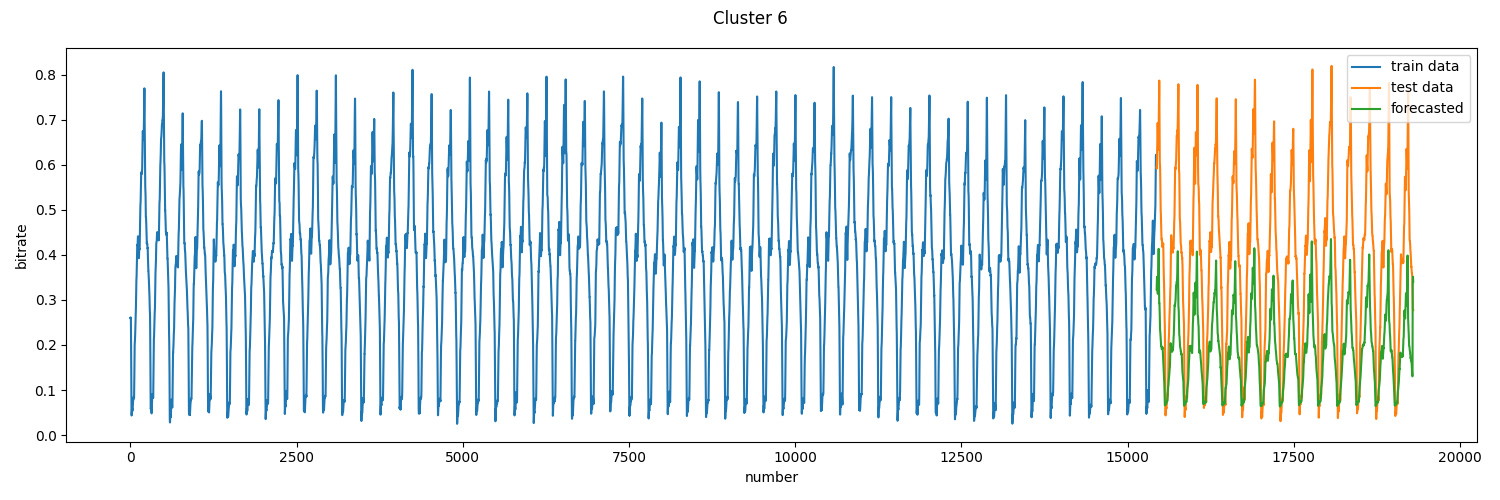 Cluster 6
train data
test data
forecasted
bitrate
0.8
0.7
0.6
0.5
0.4
0.3
0.2
0.1
0.0
0 2500 5000 7500 10000 12500 15000 17500 20000
number